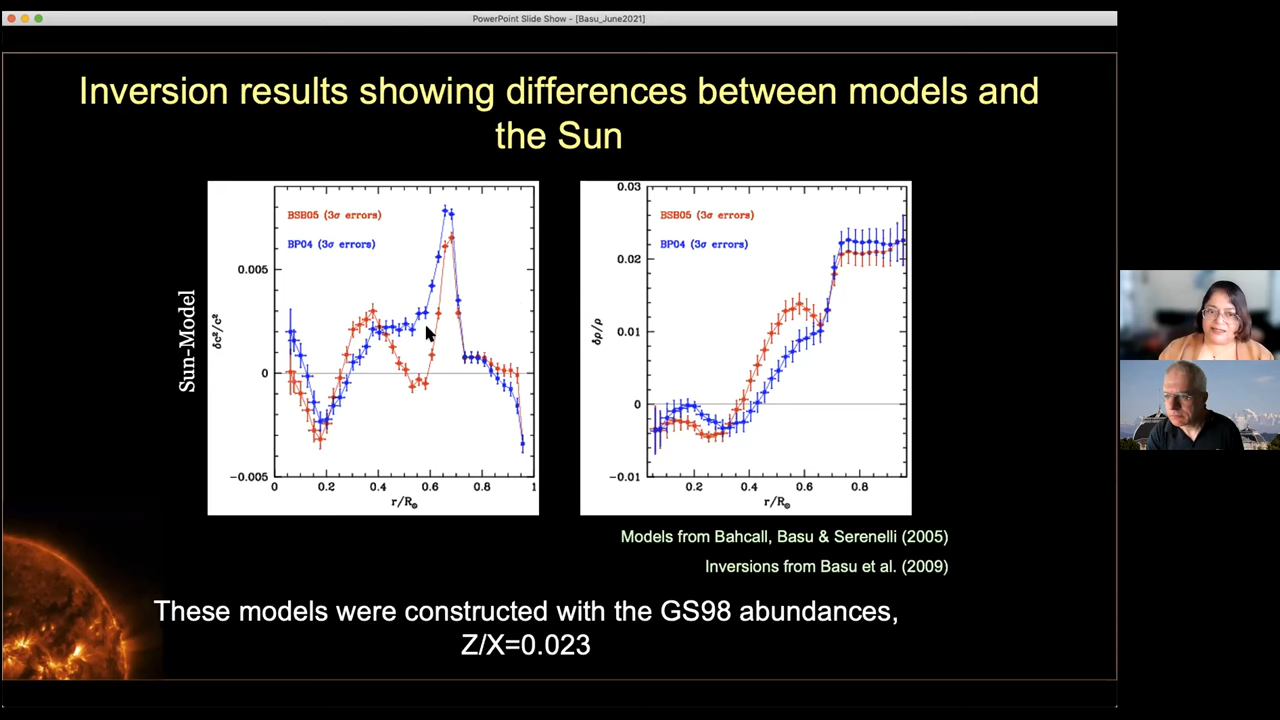 PowerPoint Slide Show - [Basu_June2021]
Inversion results showing differences between models and
the Sun
BSB05 (3σ errors)
BP04 (3σ errors)
0.005
0
−0.005
Sun-Model
δc²/c²
0 0.2 0.4 0.6 0.8 1
r/R⊙
BSB05 (3σ errors)
BP04 (3σ errors)
0.03
0.02
0.01
0
−0.01
δρ/ρ
0.2 0.4 0.6 0.8
r/R⊙
Models from Bahcall, Basu & Serenelli (2005)
Inversions from Basu et al. (2009)
These models were constructed with the GS98 abundances,
Z/X=0.023